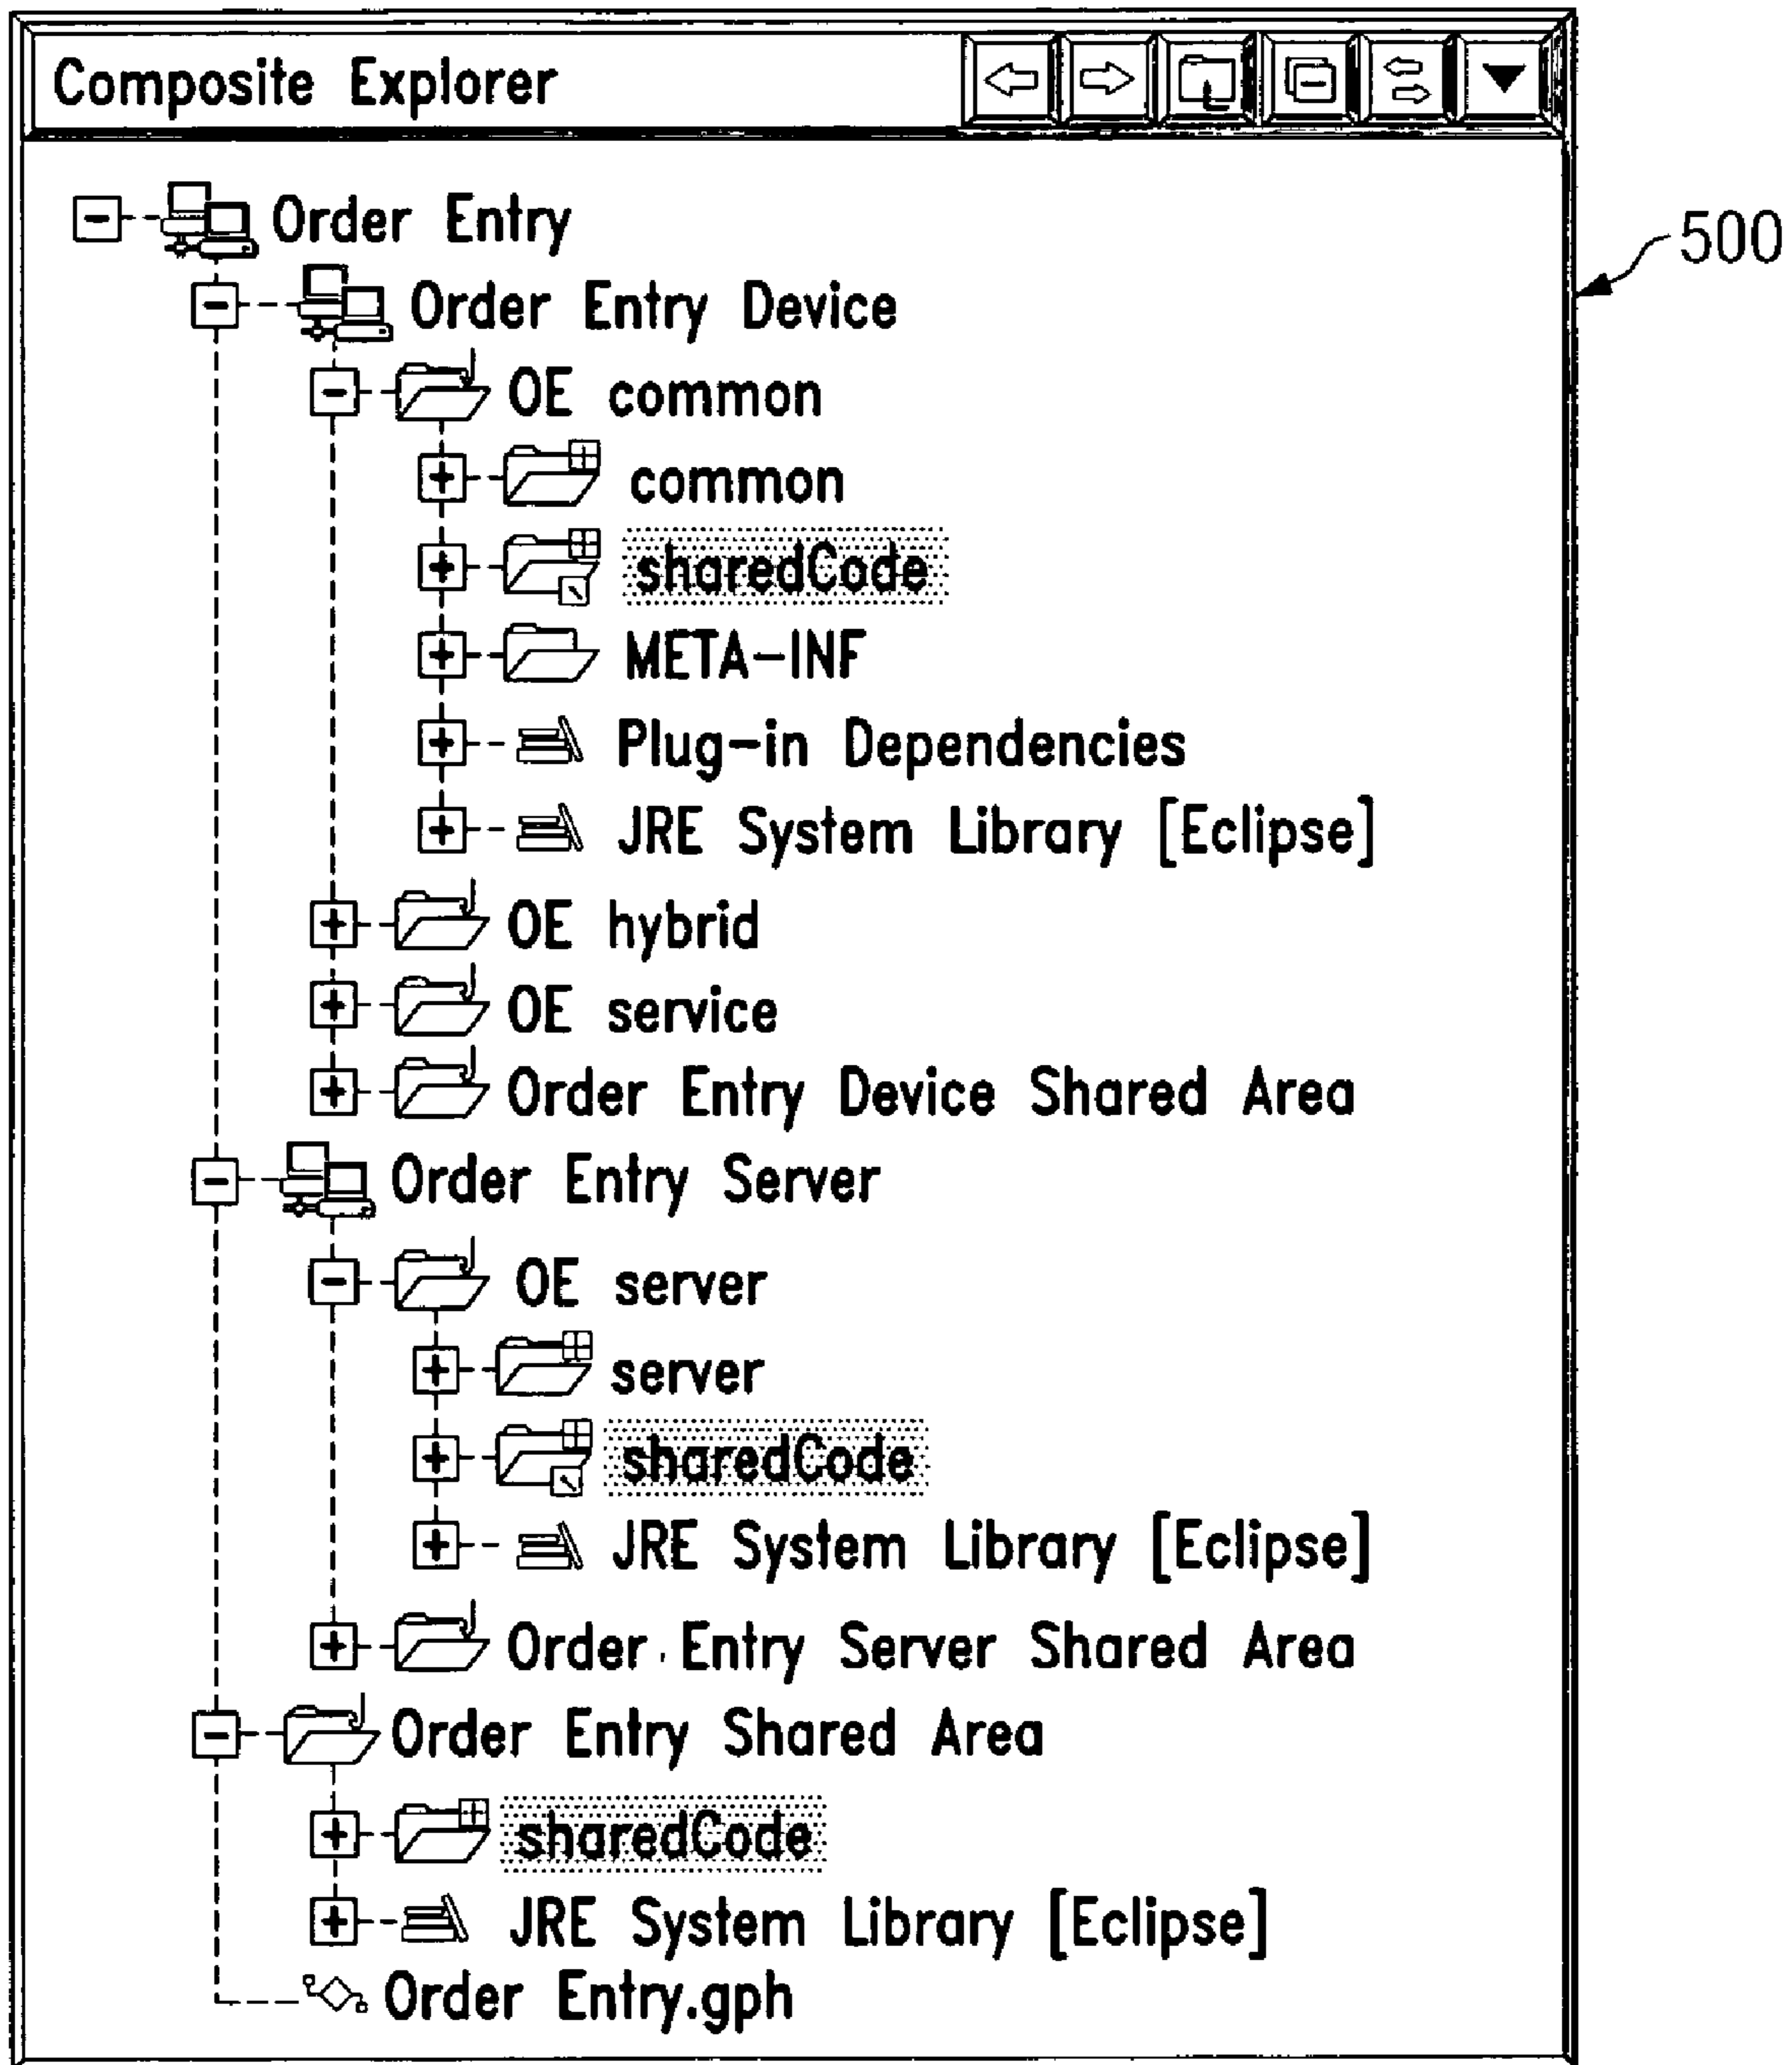 Composite Explorer
Order Entry
500
Order Entry Device
OE common
common
sharedCode
META-INF
Plug-in Dependencies
JRE System Library [Eclipse]
OE hybrid
OE service
Order Entry Device Shared Area
Order Entry Server
OE server
server
sharedCode
JRE System Library [Eclipse]
Order Entry Server Shared Area
Order Entry Shared Area
sharedCode
JRE System Library [Eclipse]
Order Entry.gph